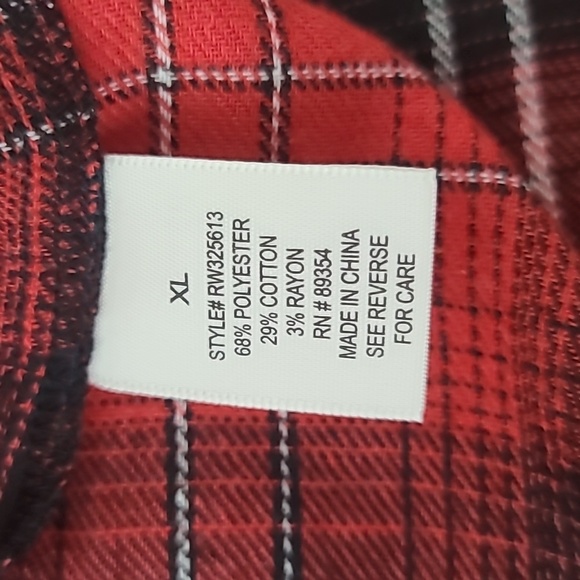 XL
STYLE# RW325613
68% POLYESTER
29% COTTON
3% RAYON
RN # 89354
MADE IN CHINA
SEE REVERSE
FOR CARE